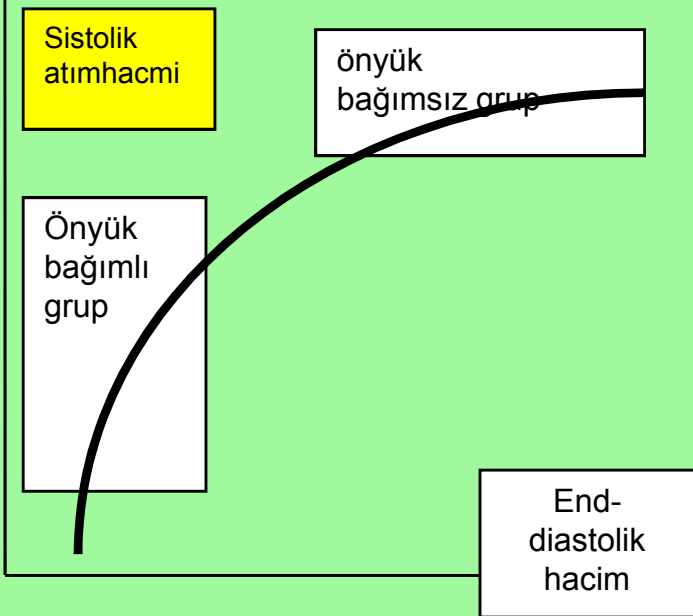 Sistolik
atımhacmi
önyük
bağımsız grup
Önyük
bağımlı
grup
End-
diastolik
hacim